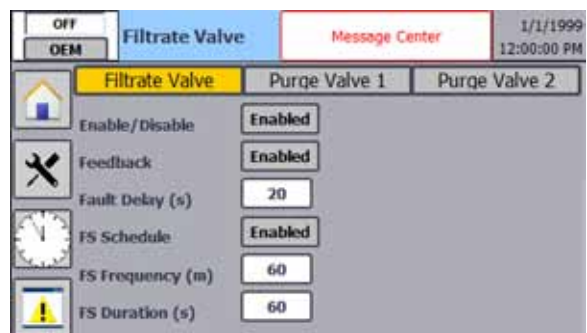 OFF
OEM
Filtrate Valve
Message Center
1/1/1999
12:00:00 PM
Filtrate Valve
Purge Valve 1
Purge Valve 2
Enable/Disable
Enabled
Feedback
Enabled
Fault Delay (s)
20
FS Schedule
Enabled
FS Frequency (m)
60
FS Duration (s)
60